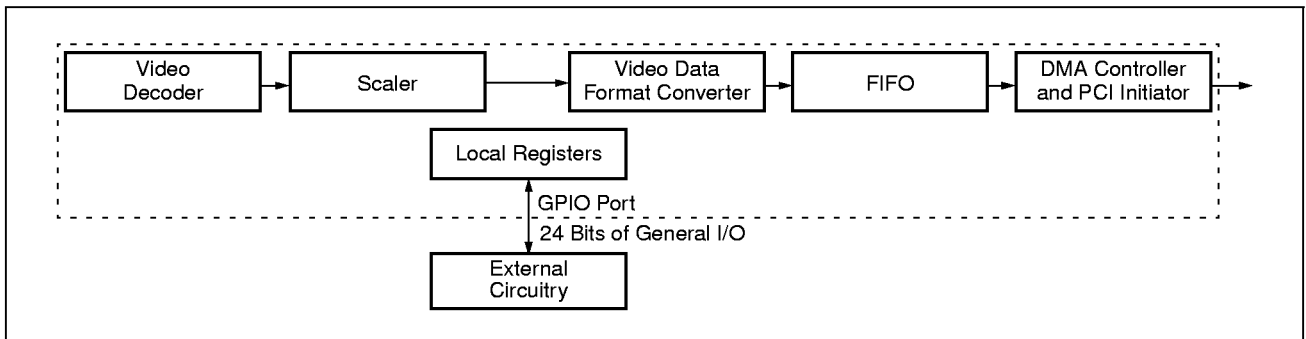 Video
Decoder
Scaler
Video Data
Format Converter
FIFO
DMA Controller
and PCI Initiator
Local Registers
GPIO Port
24 Bits of General I/O
External
Circuitry